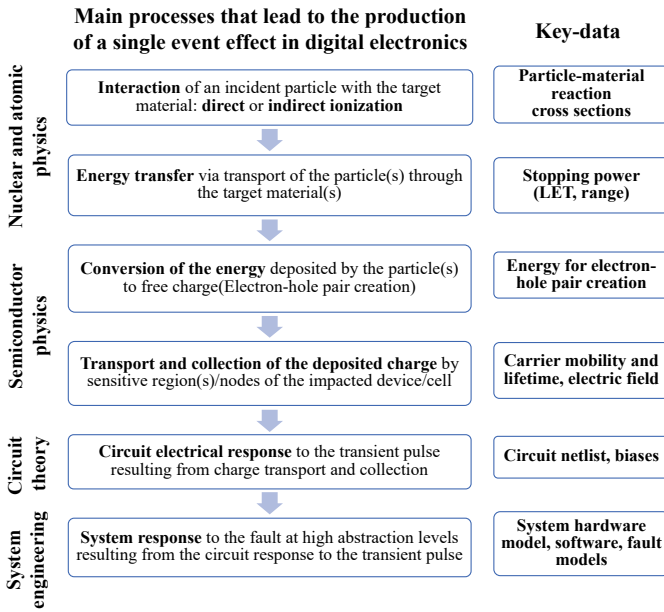 Main processes that lead to the production
of a single event effect in digital electronics
Key-data
Nuclear and atomic
physics
Interaction of an incident particle with the target
material: direct or indirect ionization
Particle-material
reaction
cross sections
Energy transfer via transport of the particle(s) through
the target material(s)
Stopping power
(LET, range)
Semiconductor
physics
Conversion of the energy deposited by the particle(s)
to free charge(Electron-hole pair creation)
Energy for electron-
hole pair creation
Transport and collection of the deposited charge by
sensitive region(s)/nodes of the impacted device/cell
Carrier mobility and
lifetime, electric field
Circuit
theory
Circuit electrical response to the transient pulse
resulting from charge transport and collection
Circuit netlist, biases
System
engineering
System response to the fault at high abstraction levels
resulting from the circuit response to the transient pulse
System hardware
model, software, fault
models